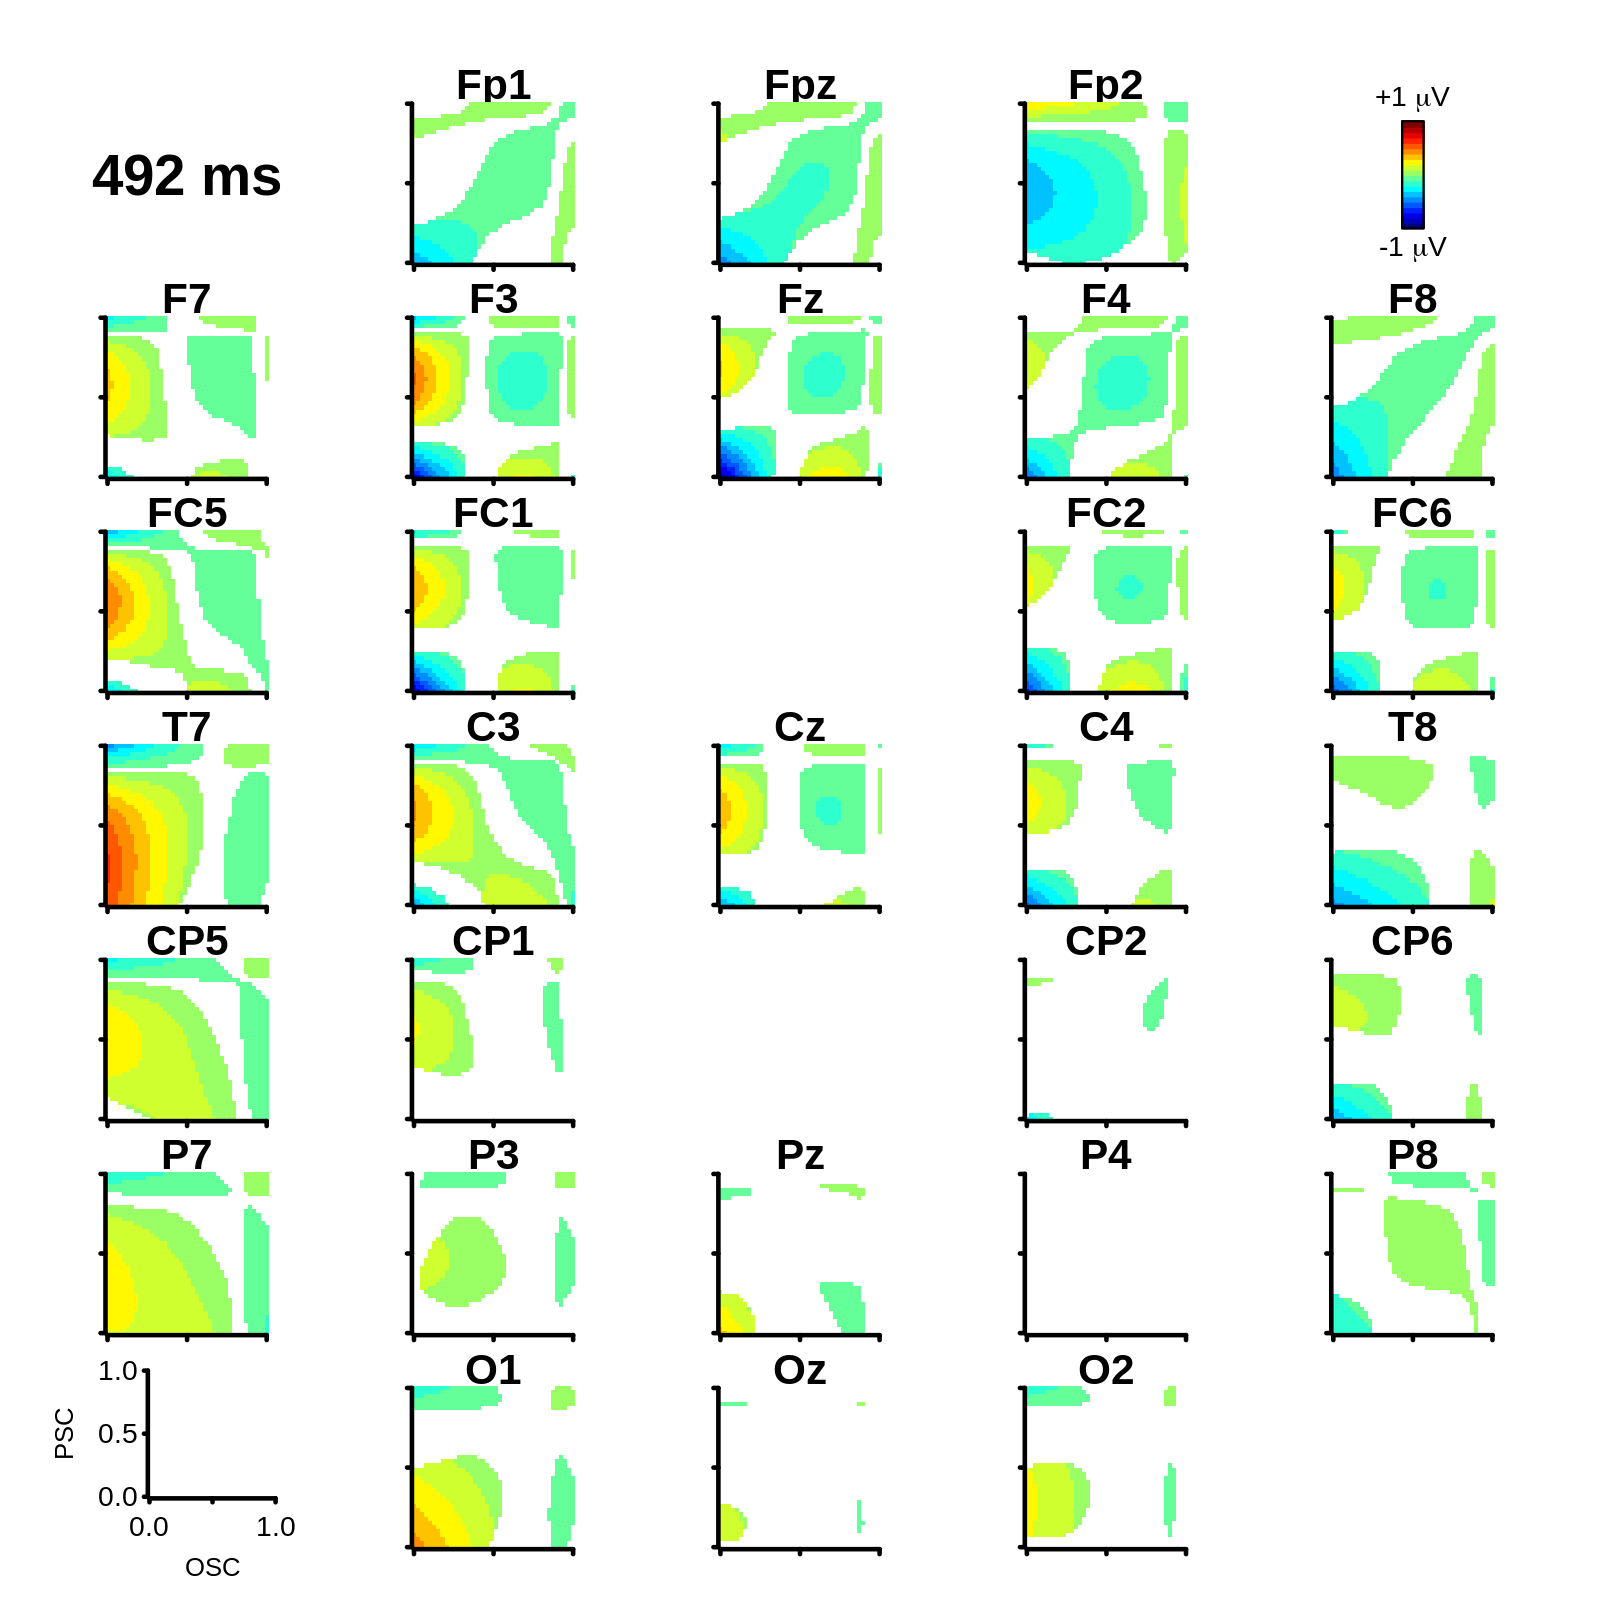 Fp1 Fpz Fp2
+1 μV
492 ms
-1 μV
F7 F3 Fz F4 F8
FC5 FC1 FC2 FC6
T7 C3 Cz C4 T8
CP5 CP1 CP2 CP6
P7 P3 Pz P4 P8
O1 Oz O2
1.0
PSC
0.5
0.0
0.0 1.0
OSC